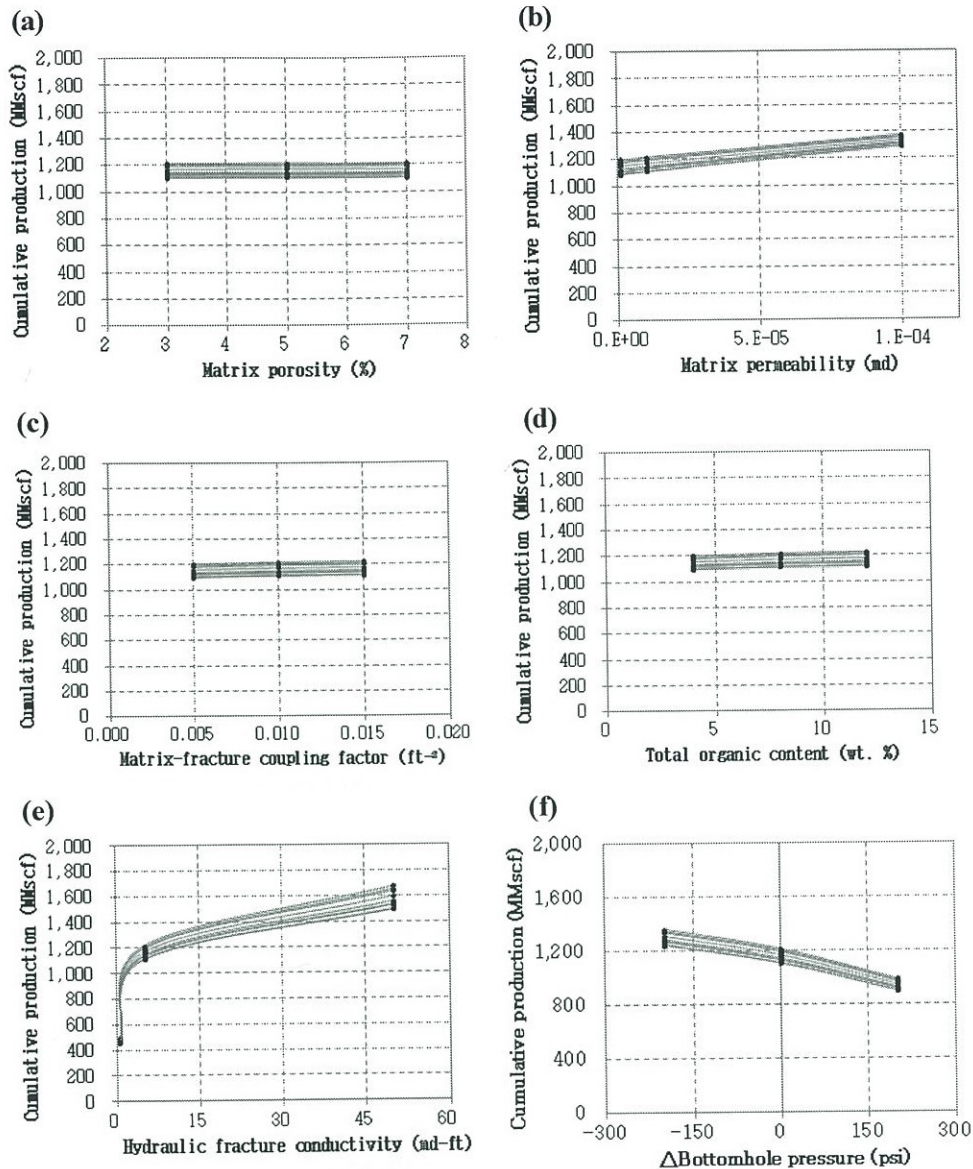 (a)
2,000
1,800
1,600
1,400
1,200
1,000
800
600
400
200
0
2 3 4 5 6 7 8
Cumulative production (MMscf)
Matrix porosity (%)
(b)
2,000
1,800
1,600
1,400
1,200
1,000
800
600
400
200
0
0.E+00 5.E-05 1.E-04
Cumulative production (MMscf)
Matrix permeability (md)
(c)
2,000
1,800
1,600
1,400
1,200
1,000
800
600
400
200
0
0.000 0.005 0.010 0.015 0.020
Cumulative production (MMscf)
Matrix-fracture coupling factor (ft⁻²)
(d)
2,000
1,800
1,600
1,400
1,200
1,000
800
600
400
200
0
0 5 10 15
Cumulative production (MMscf)
Total organic content (wt. %)
(e)
2,000
1,800
1,600
1,400
1,200
1,000
800
600
400
200
0
0 15 30 45 60
Cumulative production (MMscf)
Hydraulic fracture conductivity (md-ft)
(f)
2,000
1,600
1,200
800
400
0
-300 -150 0 150 300
Cumulative production (MMscf)
ΔBottomhole pressure (psi)